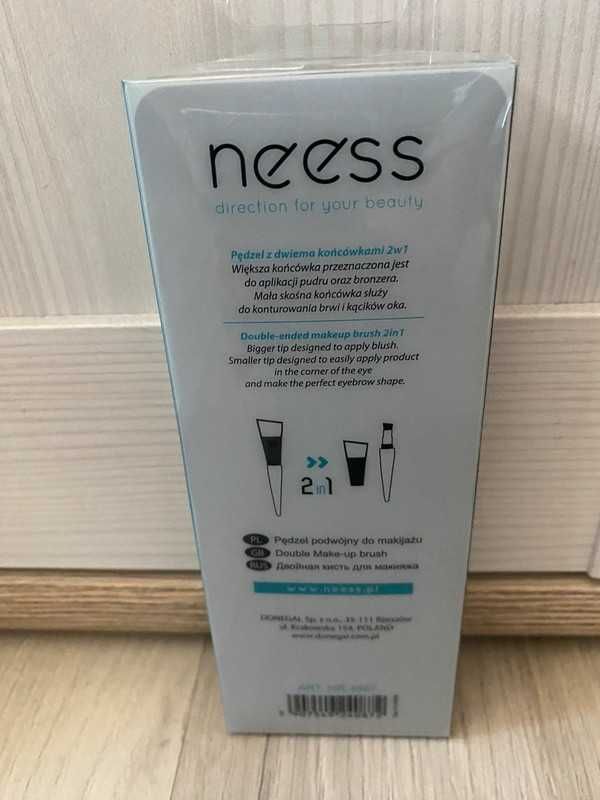 neess
direction for your beauty
Pędzel z dwiema końcówkami 2w1
Większa końcówka przeznaczona jest
do aplikacji pudru oraz bronzera.
Mała skośna końcówka służy
do konturowania brwi i kącików oka.
Double-ended makeup brush 2in1
Bigger tip designed to apply blush.
Smaller tip designed to easily apply product
in the corner of the eye
and make the perfect eyebrow shape.
2in1
PL Pędzel podwójny do makijażu
GB Double Make-up brush
RUS Двойная кисть для макияжа
www.neess.pl
DONEGAL Sp. z o.o., 35-111 Rzeszów
ul. Krakowska 154, POLAND
www.donegal.com.pl
ART.